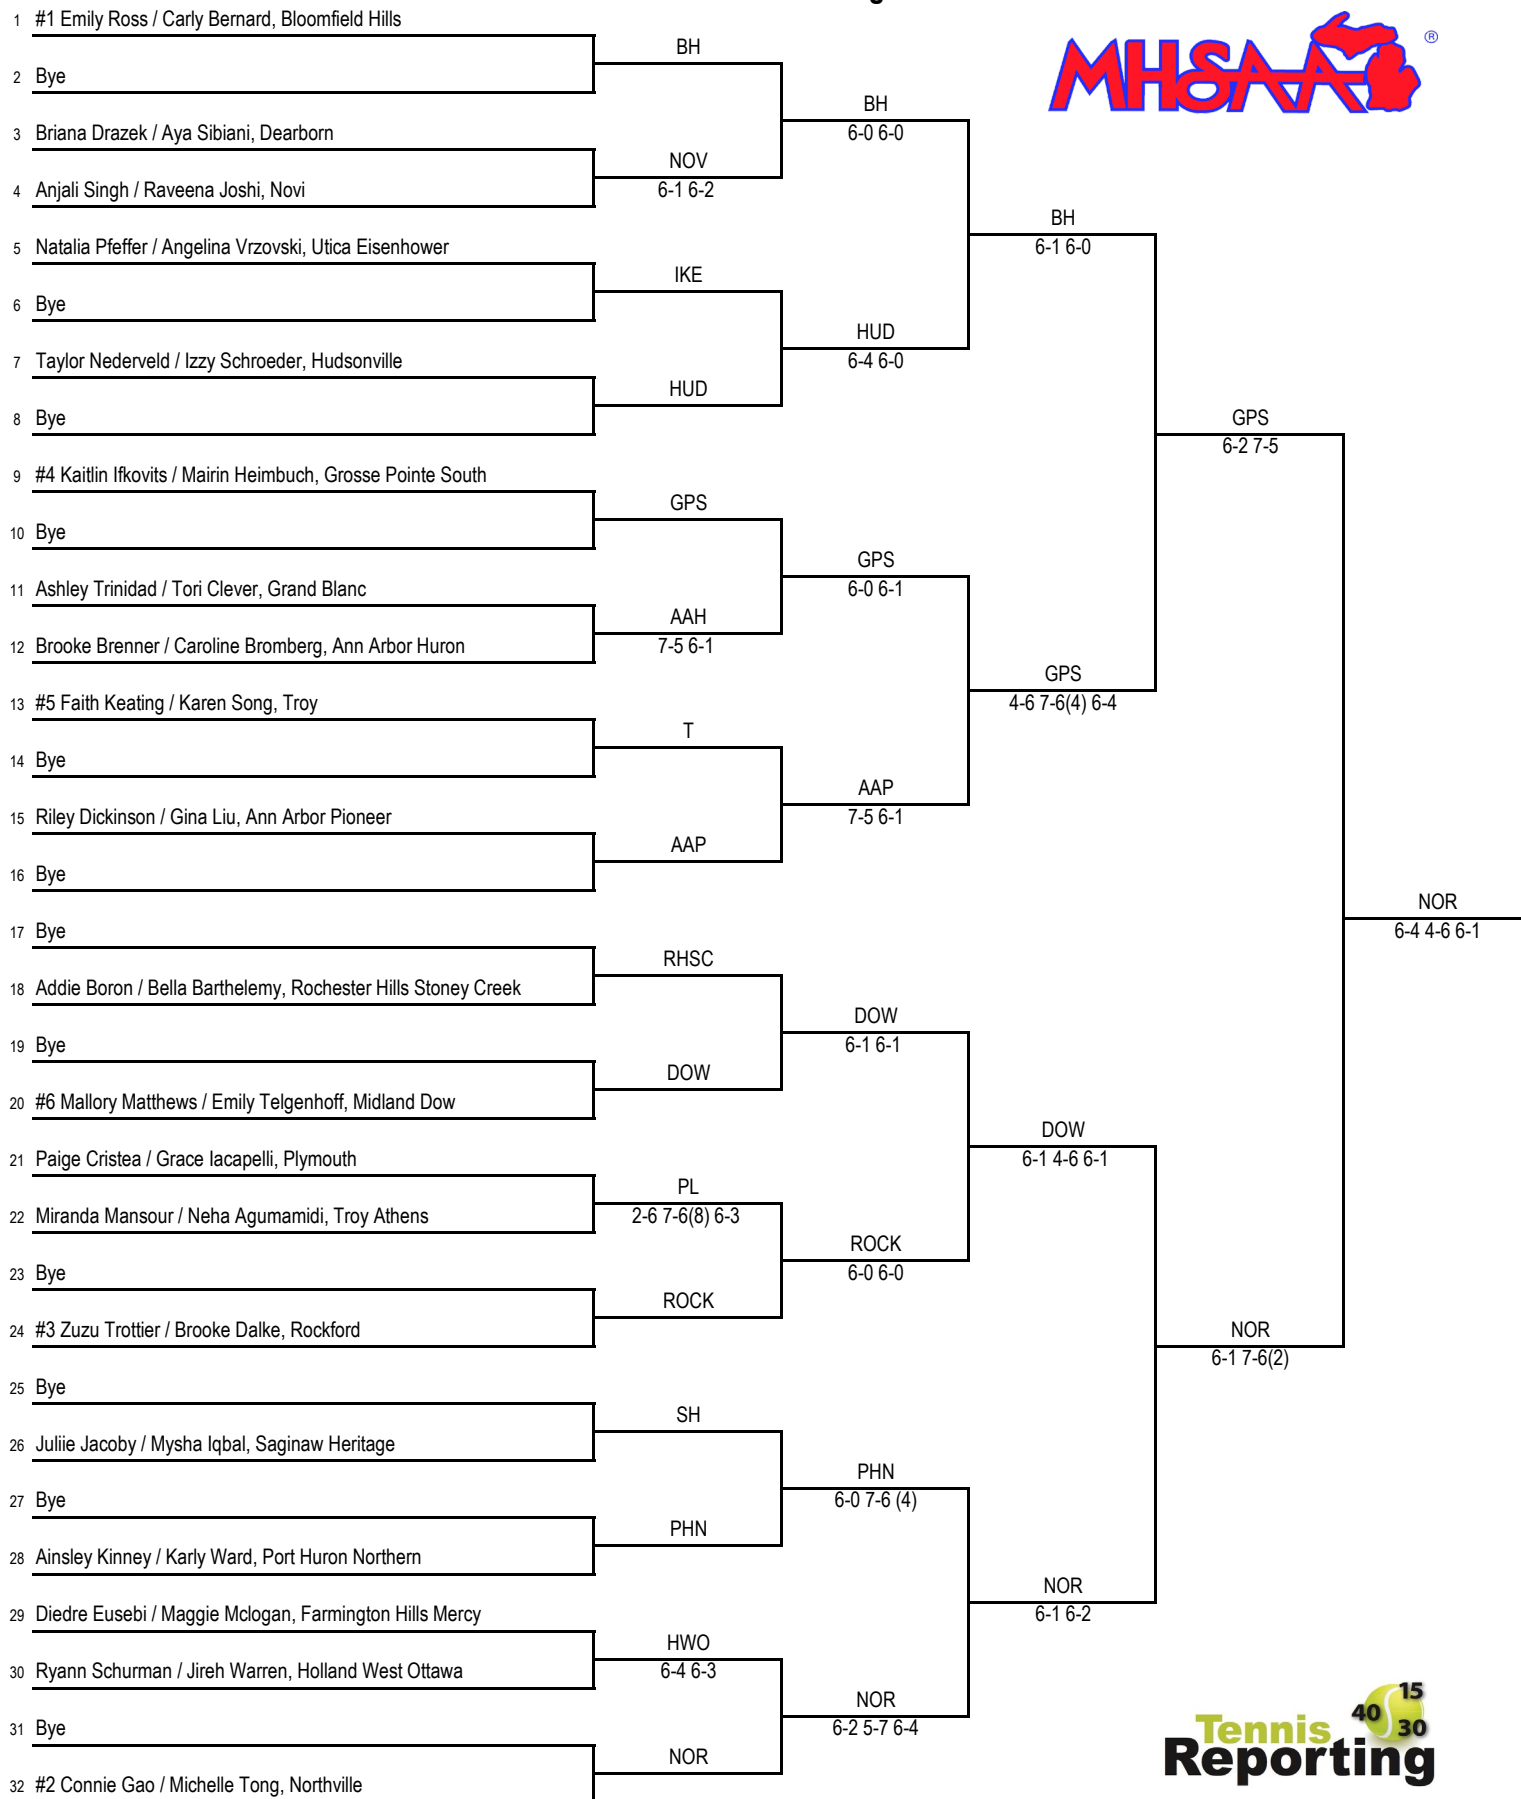 1 #1 Emily Ross / Carly Bernard, Bloomfield Hills
BH
MHSAA ®
2 Bye
BH
6-0 6-0
3 Briana Drazek / Aya Sibiani, Dearborn
NOV
6-1 6-2
4 Anjali Singh / Raveena Joshi, Novi
BH
6-1 6-0
5 Natalia Pfeffer / Angelina Vrzovski, Utica Eisenhower
IKE
6 Bye
HUD
6-4 6-0
7 Taylor Nederveld / Izzy Schroeder, Hudsonville
HUD
8 Bye
GPS
6-2 7-5
9 #4 Kaitlin Ifkovits / Mairin Heimbuch, Grosse Pointe South
GPS
10 Bye
GPS
6-0 6-1
11 Ashley Trinidad / Tori Clever, Grand Blanc
AAH
7-5 6-1
12 Brooke Brenner / Caroline Bromberg, Ann Arbor Huron
GPS
4-6 7-6(4) 6-4
13 #5 Faith Keating / Karen Song, Troy
T
14 Bye
AAP
7-5 6-1
15 Riley Dickinson / Gina Liu, Ann Arbor Pioneer
AAP
16 Bye
NOR
6-4 4-6 6-1
17 Bye
RHSC
18 Addie Boron / Bella Barthelemy, Rochester Hills Stoney Creek
DOW
6-1 6-1
19 Bye
DOW
20 #6 Mallory Matthews / Emily Telgenhoff, Midland Dow
DOW
6-1 4-6 6-1
21 Paige Cristea / Grace Iacapelli, Plymouth
PL
2-6 7-6(8) 6-3
22 Miranda Mansour / Neha Agumamidi, Troy Athens
ROCK
6-0 6-0
23 Bye
ROCK
24 #3 Zuzu Trottier / Brooke Dalke, Rockford
NOR
6-1 7-6(2)
25 Bye
SH
26 Juliie Jacoby / Mysha Iqbal, Saginaw Heritage
PHN
6-0 7-6 (4)
27 Bye
PHN
28 Ainsley Kinney / Karly Ward, Port Huron Northern
NOR
6-1 6-2
29 Diedre Eusebi / Maggie Mclogan, Farmington Hills Mercy
HWO
6-4 6-3
30 Ryann Schurman / Jireh Warren, Holland West Ottawa
NOR
6-2 5-7 6-4
31 Bye
NOR
32 #2 Connie Gao / Michelle Tong, Northville
15
40
30
Tennis
Reporting